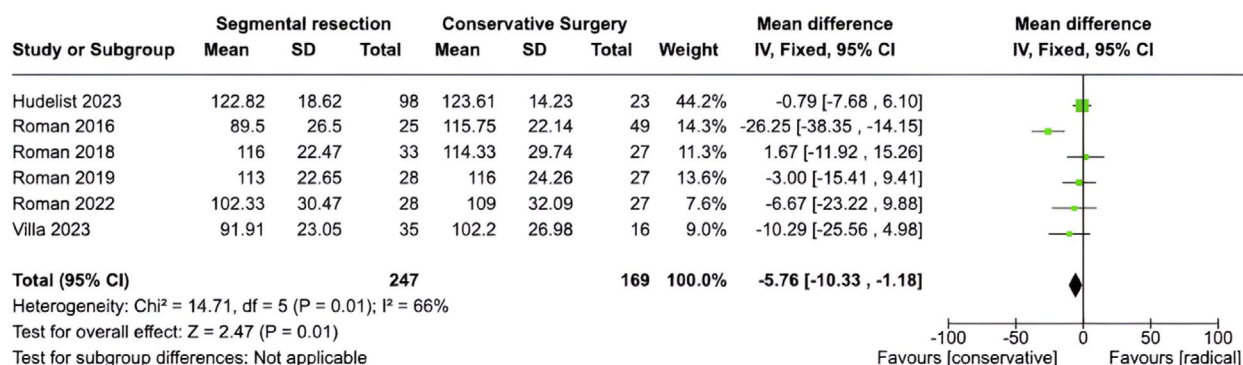 Segmental resection Conservative Surgery Mean difference Mean difference
Study or Subgroup Mean SD Total Mean SD Total Weight IV, Fixed, 95% CI IV, Fixed, 95% CI
Hudelist 2023 122.82 18.62 98 123.61 14.23 23 44.2% -0.79 [-7.68 , 6.10]
Roman 2016 89.5 26.5 25 115.75 22.14 49 14.3% -26.25 [-38.35 , -14.15]
Roman 2018 116 22.47 33 114.33 29.74 27 11.3% 1.67 [-11.92 , 15.26]
Roman 2019 113 22.65 28 116 24.26 27 13.6% -3.00 [-15.41 , 9.41]
Roman 2022 102.33 30.47 28 109 32.09 27 7.6% -6.67 [-23.22 , 9.88]
Villa 2023 91.91 23.05 35 102.2 26.98 16 9.0% -10.29 [-25.56 , 4.98]
Total (95% CI) 247 169 100.0% -5.76 [-10.33 , -1.18]
Heterogeneity: Chi² = 14.71, df = 5 (P = 0.01); I² = 66%
Test for overall effect: Z = 2.47 (P = 0.01)
Test for subgroup differences: Not applicable
-100 -50 0 50 100
Favours [conservative] Favours [radical]